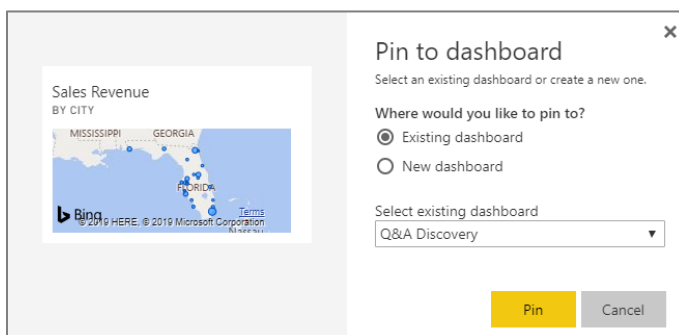 Sales Revenue
BY CITY
MISSISSIPPI
GEORGIA
FLORIDA
Bing
Terms
© 2019 HERE, © 2019 Microsoft Corporation
Nassau
Pin to dashboard
Select an existing dashboard or create a new one.
Where would you like to pin to?
Existing dashboard
New dashboard
Select existing dashboard
Q&A Discovery
Pin
Cancel